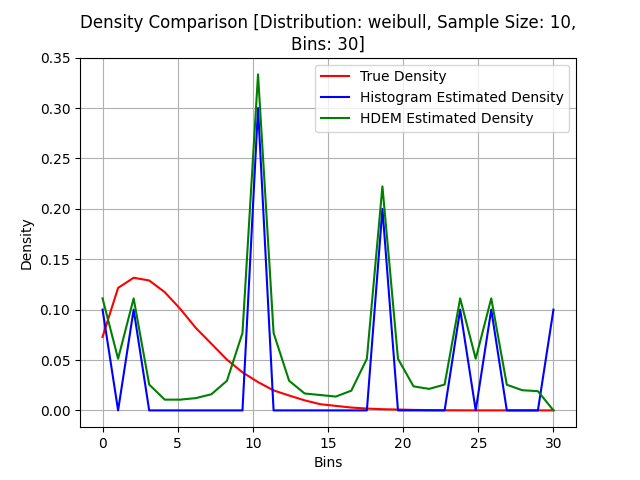 Density Comparison [Distribution: weibull, Sample Size: 10,
Bins: 30]
True Density
Histogram Estimated Density
HDEM Estimated Density
Density
0.35
0.30
0.25
0.20
0.15
0.10
0.05
0.00
0 5 10 15 20 25 30
Bins